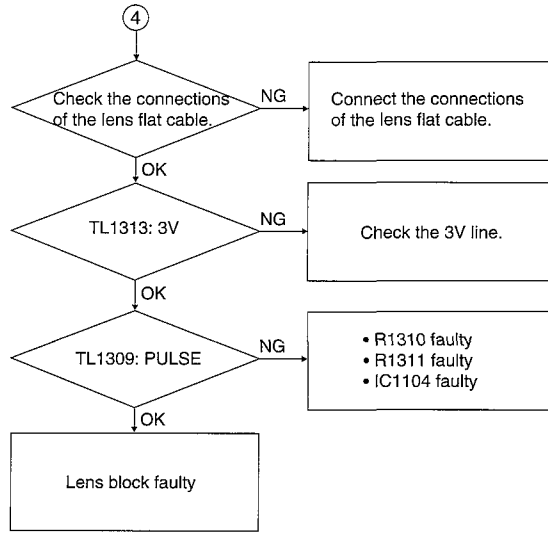 4
Check the connections
of the lens flat cable.
NG
Connect the connections
of the lens flat cable.
OK
TL1313: 3V
NG
Check the 3V line.
OK
TL1309: PULSE
NG
• R1310 faulty
• R1311 faulty
• IC1104 faulty
OK
Lens block faulty